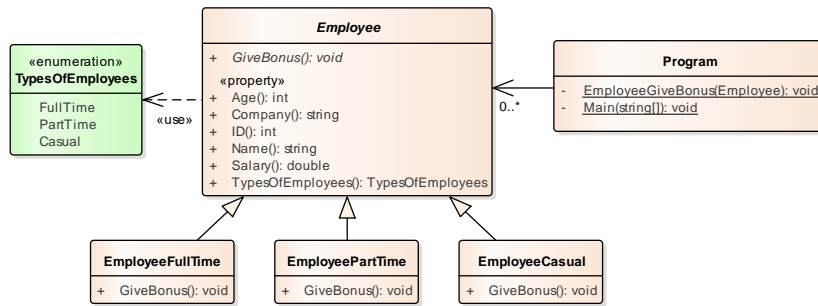 «enumeration»
TypesOfEmployees
FullTime
PartTime
Casual
«use»
Employee
+ GiveBonus(): void
«property»
+ Age(): int
+ Company(): string
+ ID(): int
+ Name(): string
+ Salary(): double
+ TypesOfEmployees(): TypesOfEmployees
0..*
Program
- EmployeeGiveBonus(Employee): void
- Main(string[]): void
EmployeeFullTime
+ GiveBonus(): void
EmployeePartTime
+ GiveBonus(): void
EmployeeCasual
+ GiveBonus(): void